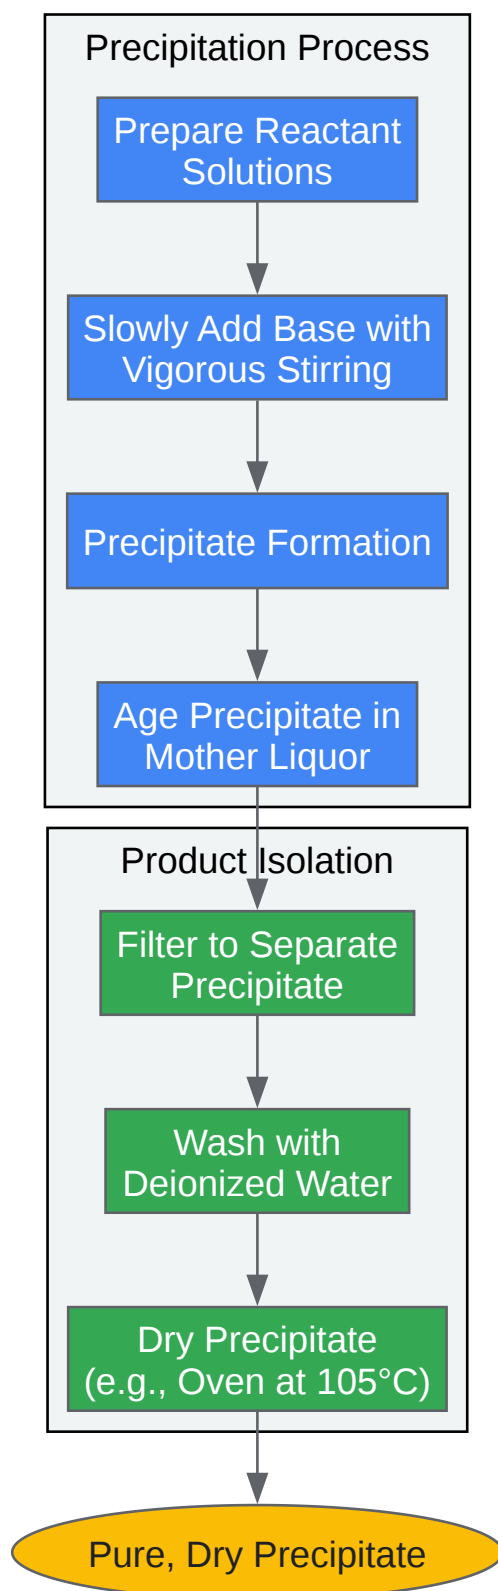 Precipitation Process
Prepare Reactant
Solutions
Slowly Add Base with
Vigorous Stirring
Precipitate Formation
Age Precipitate in
Mother Liquor
Product Isolation
Filter to Separate
Precipitate
Wash with
Deionized Water
Dry Precipitate
(e.g., Oven at 105°C)
Pure, Dry Precipitate